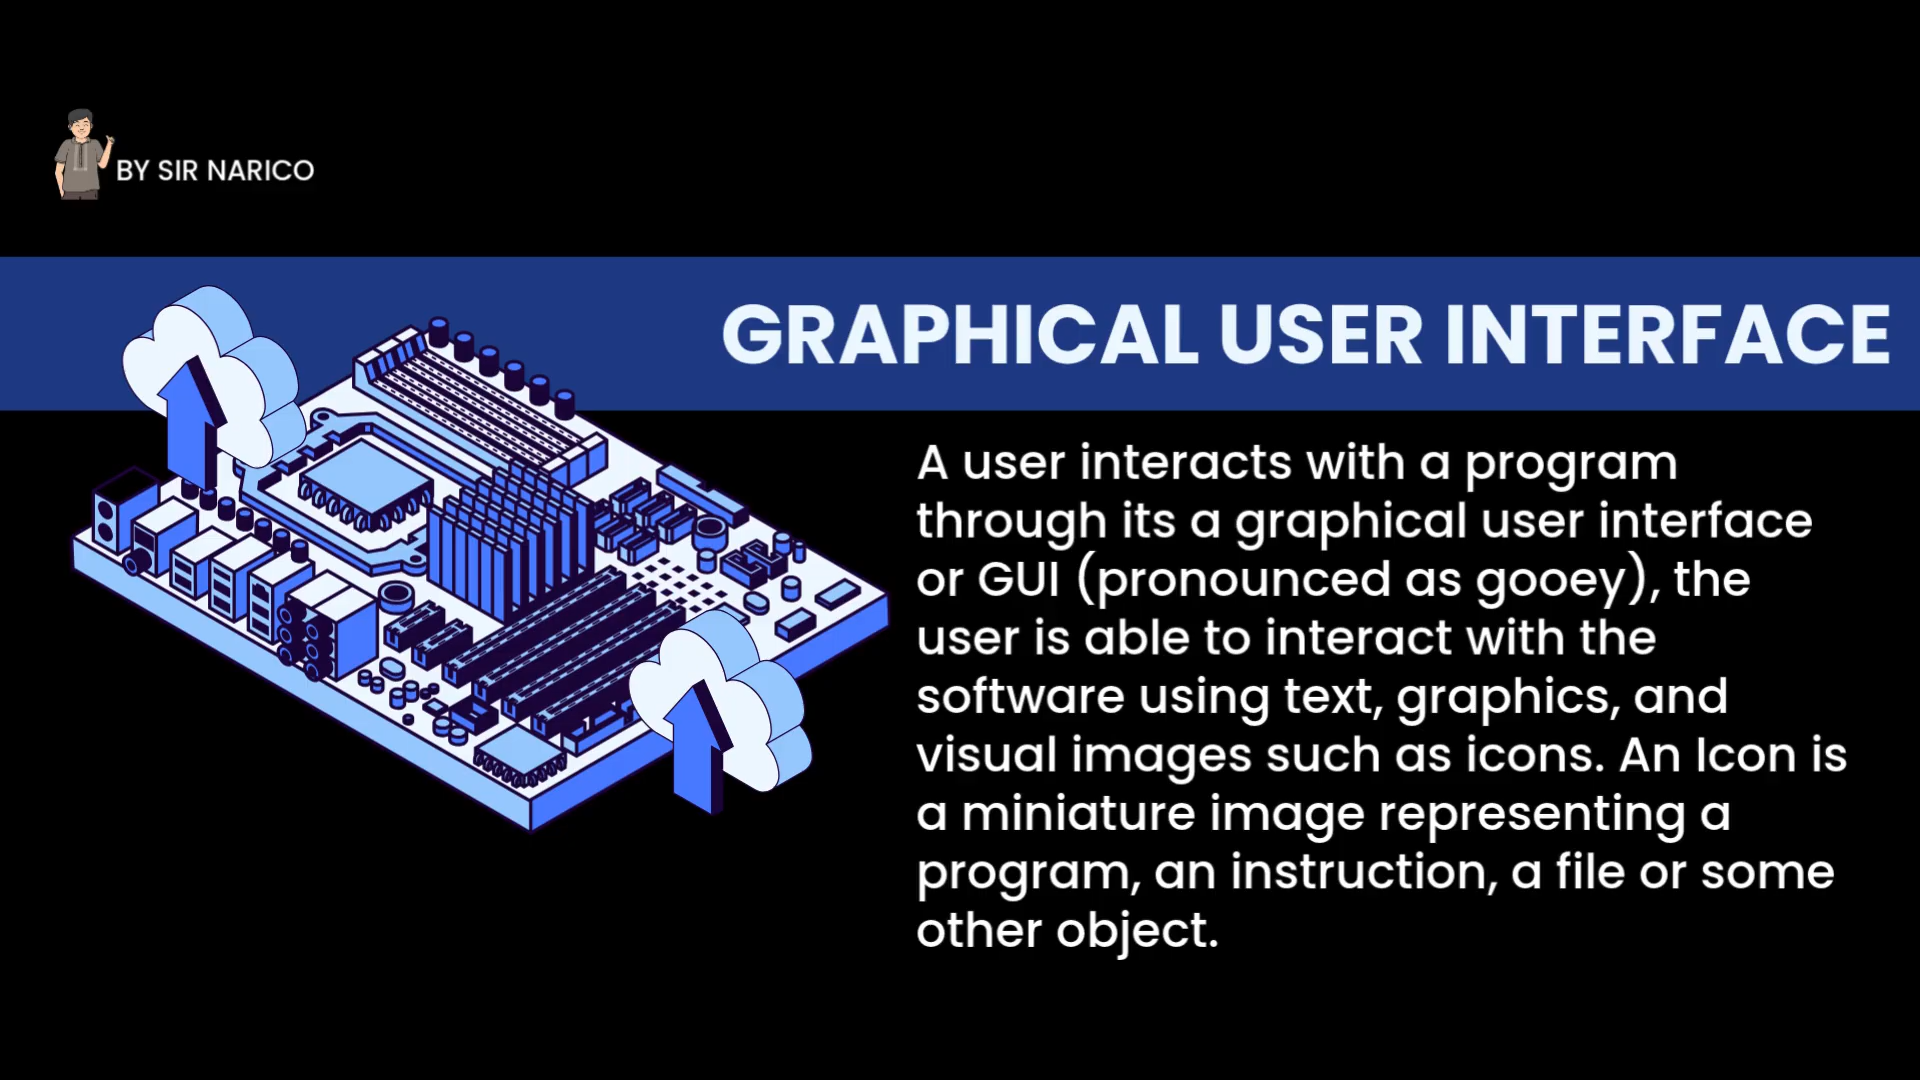 BY SIR NARICO
GRAPHICAL USER INTERFACE
A user interacts with a program
through its a graphical user interface
or GUI (pronounced as gooey), the
user is able to interact with the
software using text, graphics, and
visual images such as icons. An Icon is
a miniature image representing a
program, an instruction, a file or some
other object.